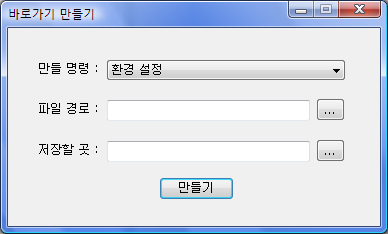 바로가기 만들기
만들 명령 : 환경 설정
파일 경로 : ...
저장할 곳 : ...
만들기